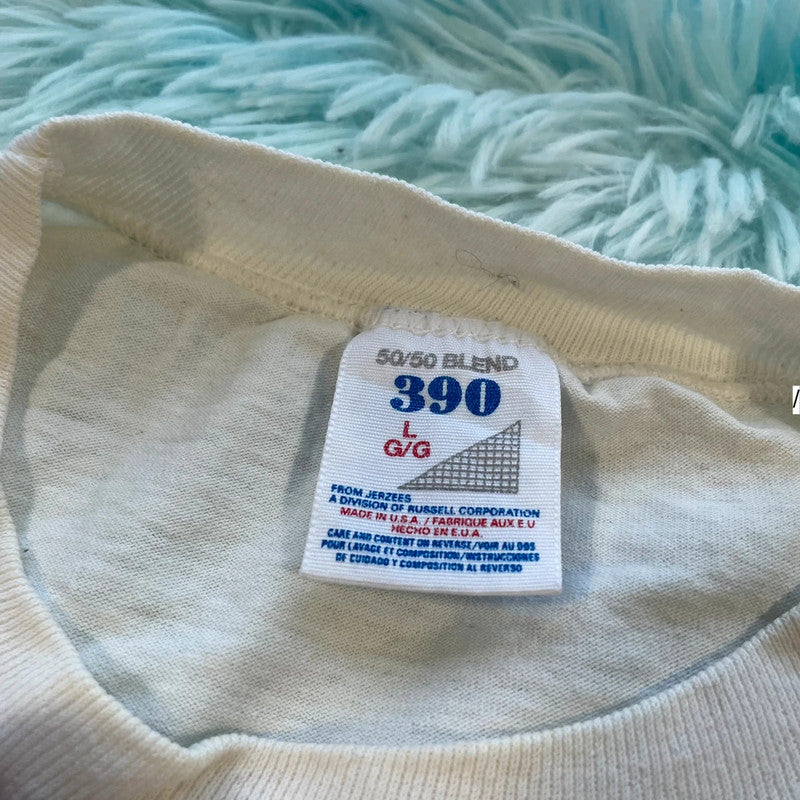 50/50 BLEND
390
L
G/G
FROM JERZEES
A DIVISION OF RUSSELL CORPORATION
MADE IN U.S.A. / FABRIQUE AUX E.U
HECHO EN E.U.A.
CARE AND CONTENT ON REVERSE/VOIR AU DOS
POUR LAVAGE ET COMPOSITION/INSTRUCCIONES
DE CUIDADO Y COMPOSITION AL REVERSO